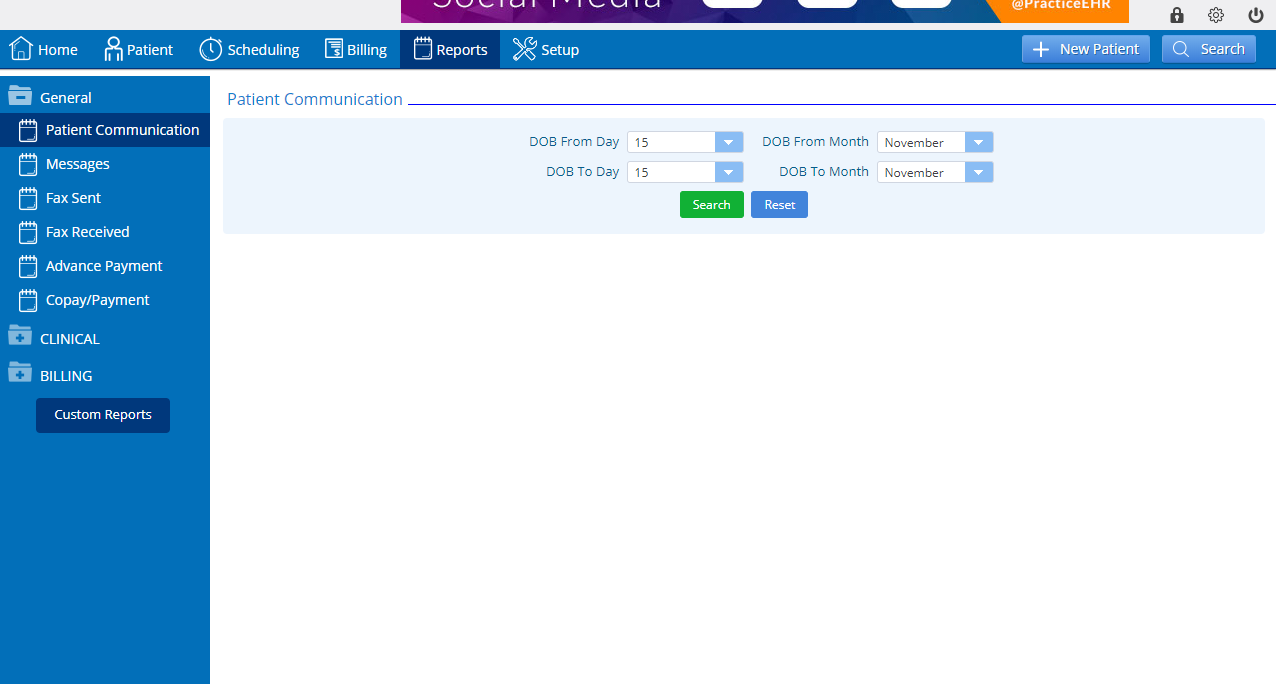 Social Media
@PracticeEHR
Home Patient Scheduling Billing Reports Setup New Patient Search
General
Patient Communication
Messages
Fax Sent
Fax Received
Advance Payment
Copay/Payment
CLINICAL
BILLING
Custom Reports
Patient Communication
DOB From Day 15 DOB From Month November
DOB To Day 15 DOB To Month November
Search Reset